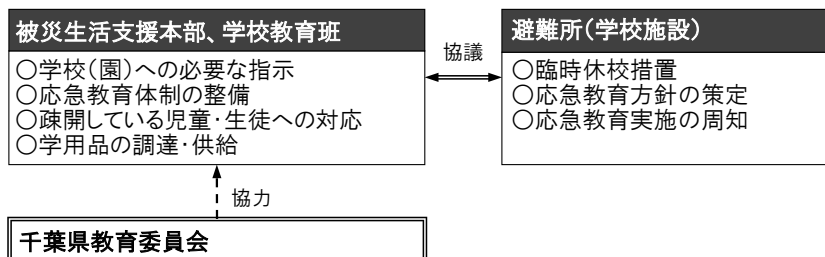 被災生活支援本部、学校教育班
○学校(園)への必要な指示
○応急教育体制の整備
○疎開している児童・生徒への対応
○学用品の調達・供給
協議
避難所(学校施設)
○臨時休校措置
○応急教育方針の策定
○応急教育実施の周知
協力
千葉県教育委員会